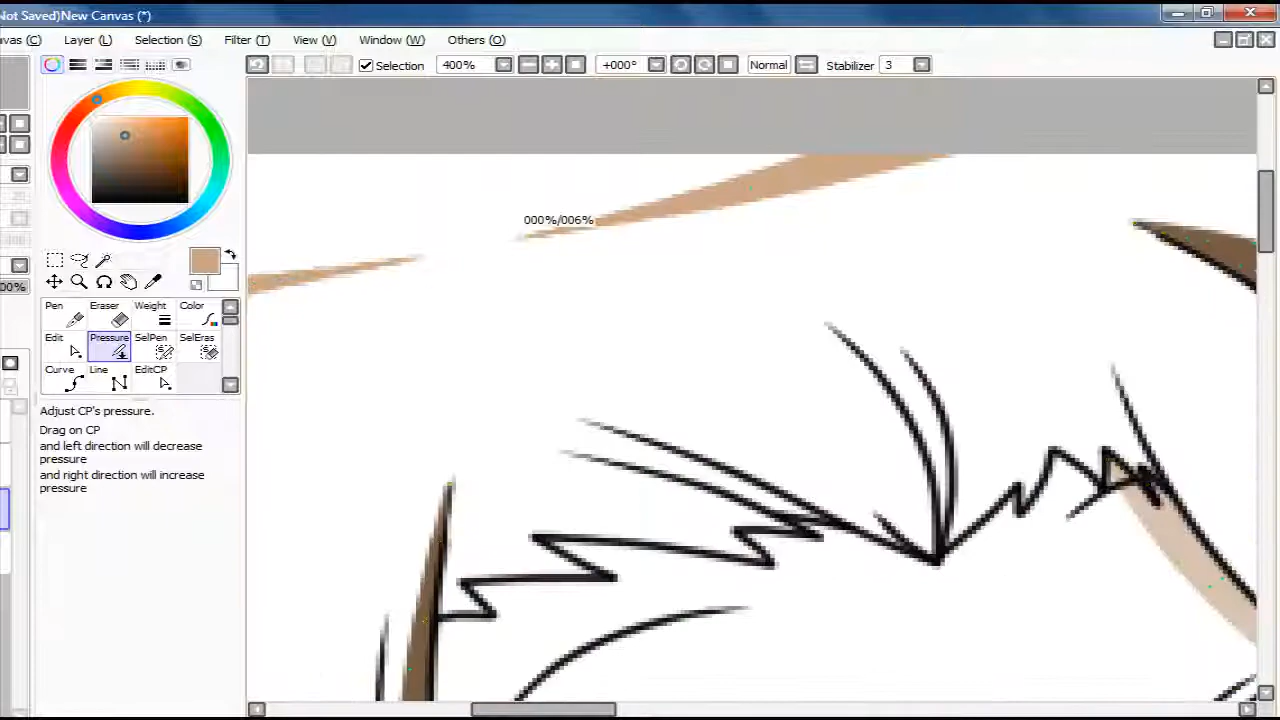 Not Saved)New Canvas (*)
vas (C) Layer (L) Selection (S) Filter (T) View (V) Window (W) Others (O)
Selection 400% +000° Normal Stabilizer 3
000%/006%
00%
Pen Eraser Weight Color
Edit Pressure SelPen SelEras
Curve Line EditCP
Adjust CP's pressure.
Drag on CP
and left direction will decrease
pressure
and right direction will increase
pressure